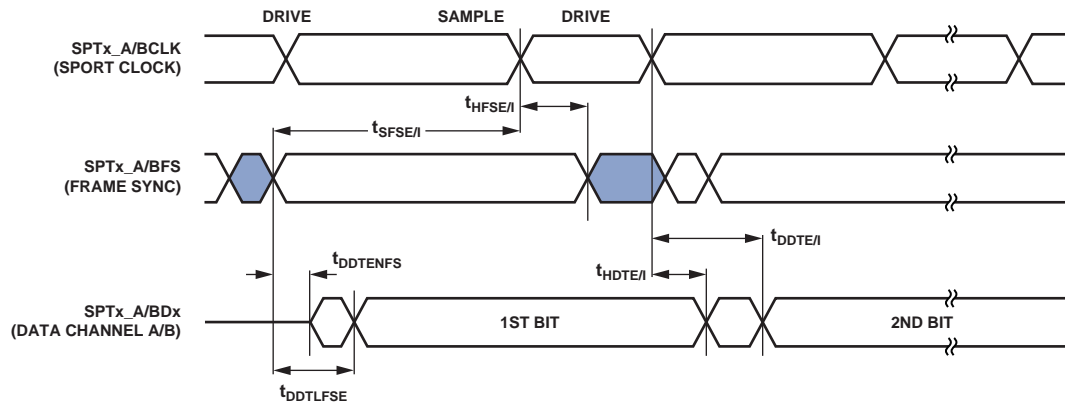 DRIVE SAMPLE DRIVE
SPTx_A/BCLK
(SPORT CLOCK)
tHFSE/I
tSFSE/I
SPTx_A/BFS
(FRAME SYNC)
tDDTE/I
tDDTENFS
tHDTE/I
SPTx_A/BDx
(DATA CHANNEL A/B)
1ST BIT 2ND BIT
tDDTLFSE